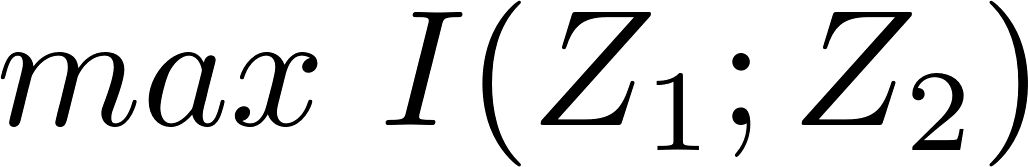 max I(Z₁; Z₂)